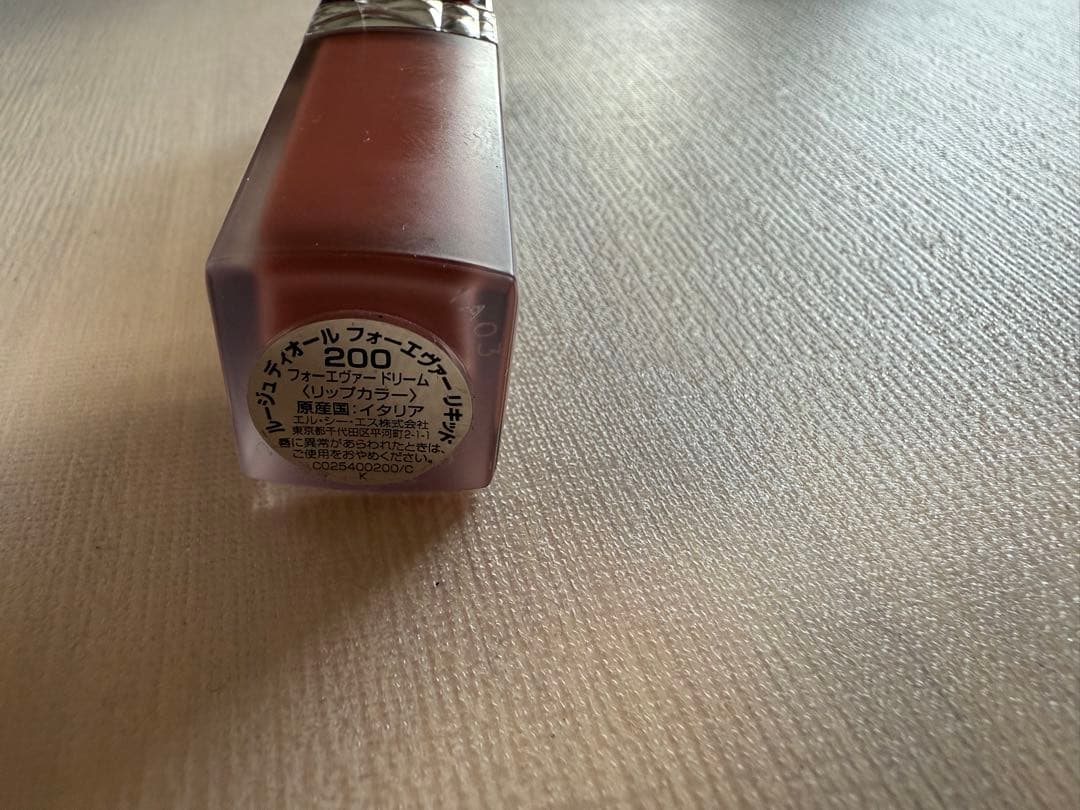 ルージュ ディオール フォーエヴァー リキッド
200
フォーエヴァー ドリーム
〈リップカラー〉
原産国：イタリア
エル・シー・エス株式会社
東京都千代田区平河町2-1-1
唇に異常があらわれたときは、
ご使用をおやめください。
C025400200/C
K